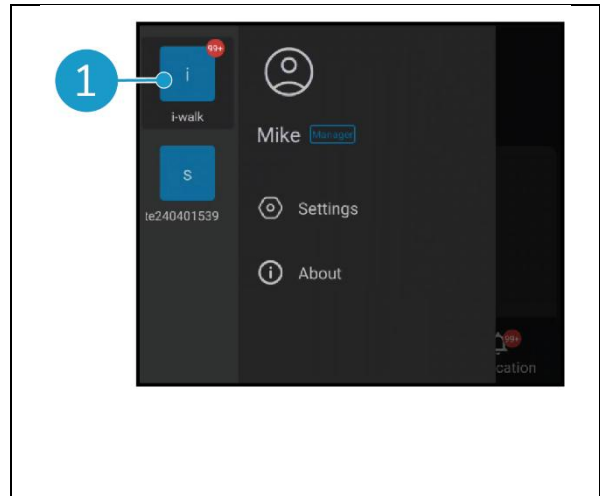 1
99+
i
i-walk
Mike Manager
s
te240401539
Settings
About
99+
cation